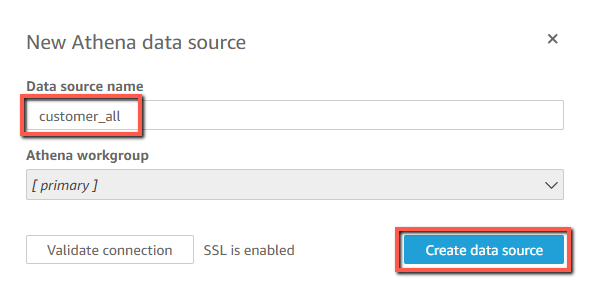 New Athena data source
Data source name
customer_all
Athena workgroup
[ primary ]
Validate connection SSL is enabled Create data source